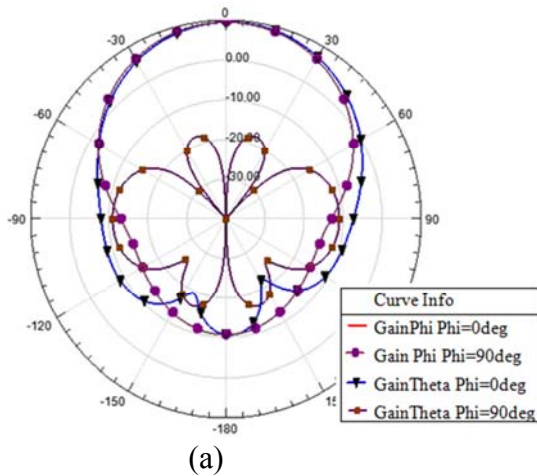 0
-30
30
0.00
-10.00
-60
60
-20.00
-30.00
-90
90
-120
-150
15
-180
Curve Info
GainPhi Phi=0deg
Gain Phi Phi=90deg
GainTheta Phi=0deg
GainTheta Phi=90deg
(a)